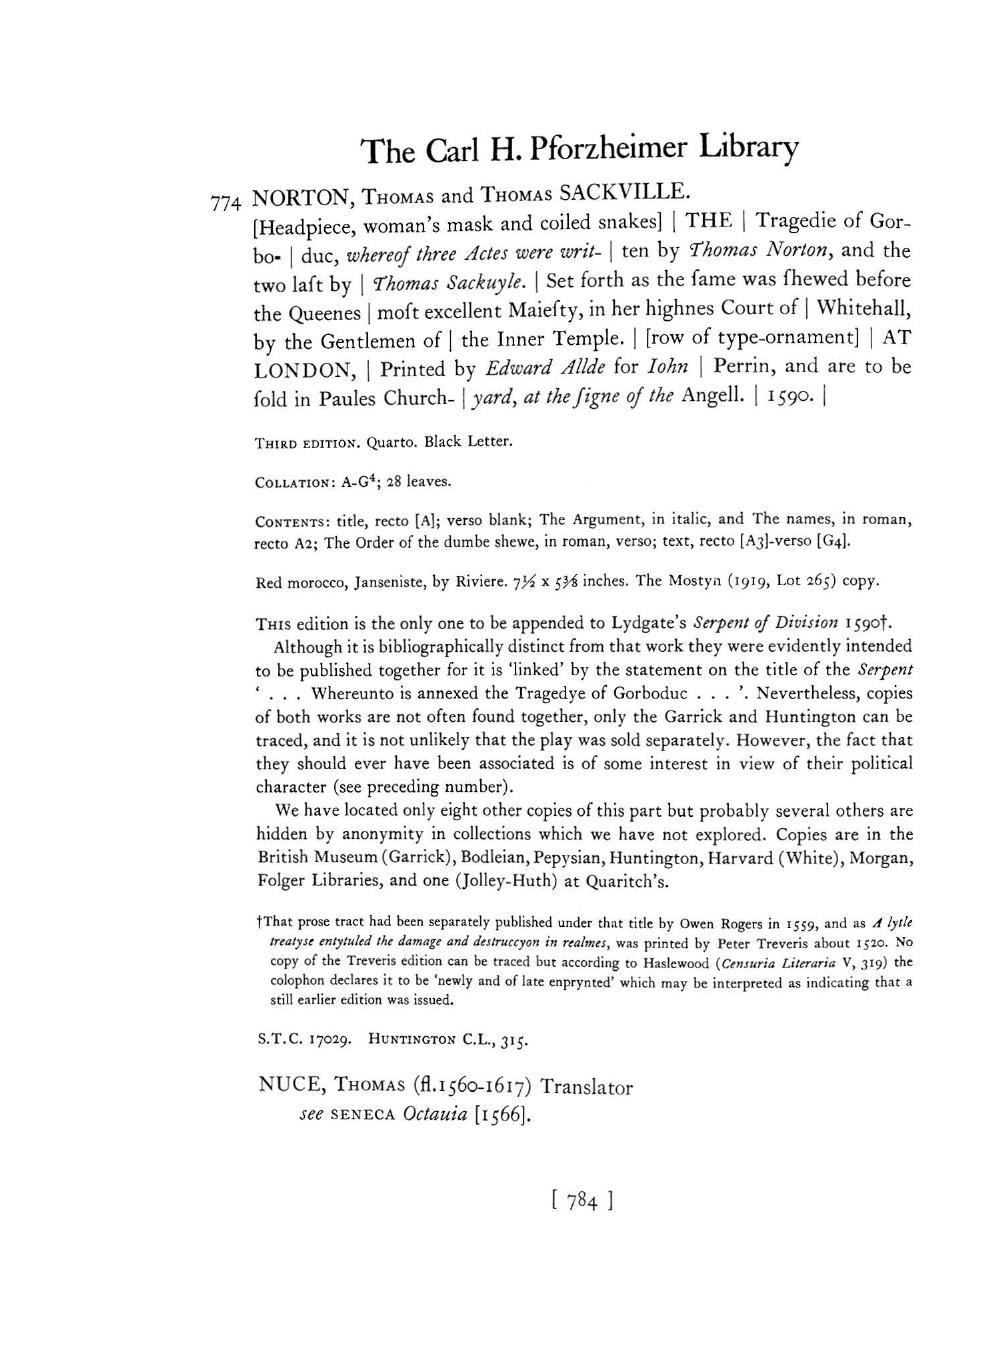 The Carl H. Pforzheimer Library
774 NORTON, THOMAS and THOMAS SACKVILLE.
[Headpiece, woman's mask and coiled snakes] | THE | Tragedie of Gor-
bo- | duc, whereof three Actes were writ- | ten by Thomas Norton, and the
two laſt by | Thomas Sackuyle. | Set forth as the ſame was ſhewed before
the Queenes | moſt excellent Maieſty, in her highnes Court of | Whitehall,
by the Gentlemen of | the Inner Temple. | [row of type-ornament] | AT
LONDON, | Printed by Edward Allde for Iohn | Perrin, and are to be
ſold in Paules Church- | yard, at the ſigne of the Angell. | 1590. |
THIRD EDITION. Quarto. Black Letter.
COLLATION: A-G⁴; 28 leaves.
CONTENTS: title, recto [A]; verso blank; The Argument, in italic, and The names, in roman,
recto A2; The Order of the dumbe shewe, in roman, verso; text, recto [A3]-verso [G4].
Red morocco, Janseniste, by Riviere. 7½ x 5⅜ inches. The Mostyn (1919, Lot 265) copy.
THIS edition is the only one to be appended to Lydgate's Serpent of Division 1590†.
Although it is bibliographically distinct from that work they were evidently intended
to be published together for it is 'linked' by the statement on the title of the Serpent
' . . . Whereunto is annexed the Tragedye of Gorboduc . . . '. Nevertheless, copies
of both works are not often found together, only the Garrick and Huntington can be
traced, and it is not unlikely that the play was sold separately. However, the fact that
they should ever have been associated is of some interest in view of their political
character (see preceding number).
We have located only eight other copies of this part but probably several others are
hidden by anonymity in collections which we have not explored. Copies are in the
British Museum (Garrick), Bodleian, Pepysian, Huntington, Harvard (White), Morgan,
Folger Libraries, and one (Jolley-Huth) at Quaritch's.
†That prose tract had been separately published under that title by Owen Rogers in 1559, and as A lytle
treatyse entytuled the damage and destruccyon in realmes, was printed by Peter Treveris about 1520. No
copy of the Treveris edition can be traced but according to Haslewood (Censuria Literaria V, 319) the
colophon declares it to be 'newly and of late enprynted' which may be interpreted as indicating that a
still earlier edition was issued.
S.T.C. 17029. HUNTINGTON C.L., 315.
NUCE, THOMAS (fl.1560-1617) Translator
see SENECA Octauia [1566].
[ 784 ]